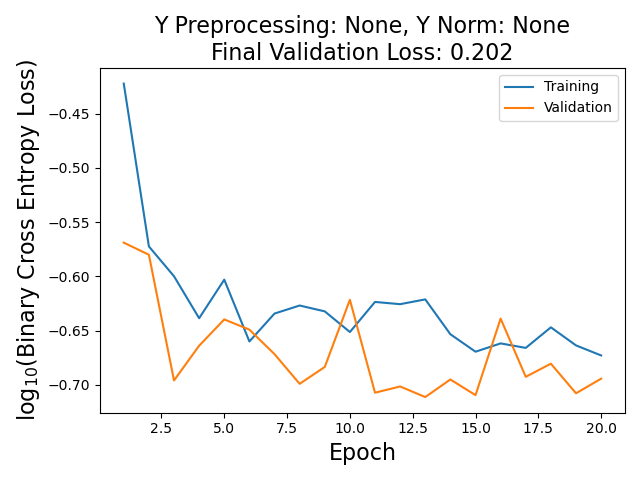 Y Preprocessing: None, Y Norm: None
Final Validation Loss: 0.202
Training
Validation
log₁₀(Binary Cross Entropy Loss)
−0.45
−0.50
−0.55
−0.60
−0.65
−0.70
2.5 5.0 7.5 10.0 12.5 15.0 17.5 20.0
Epoch